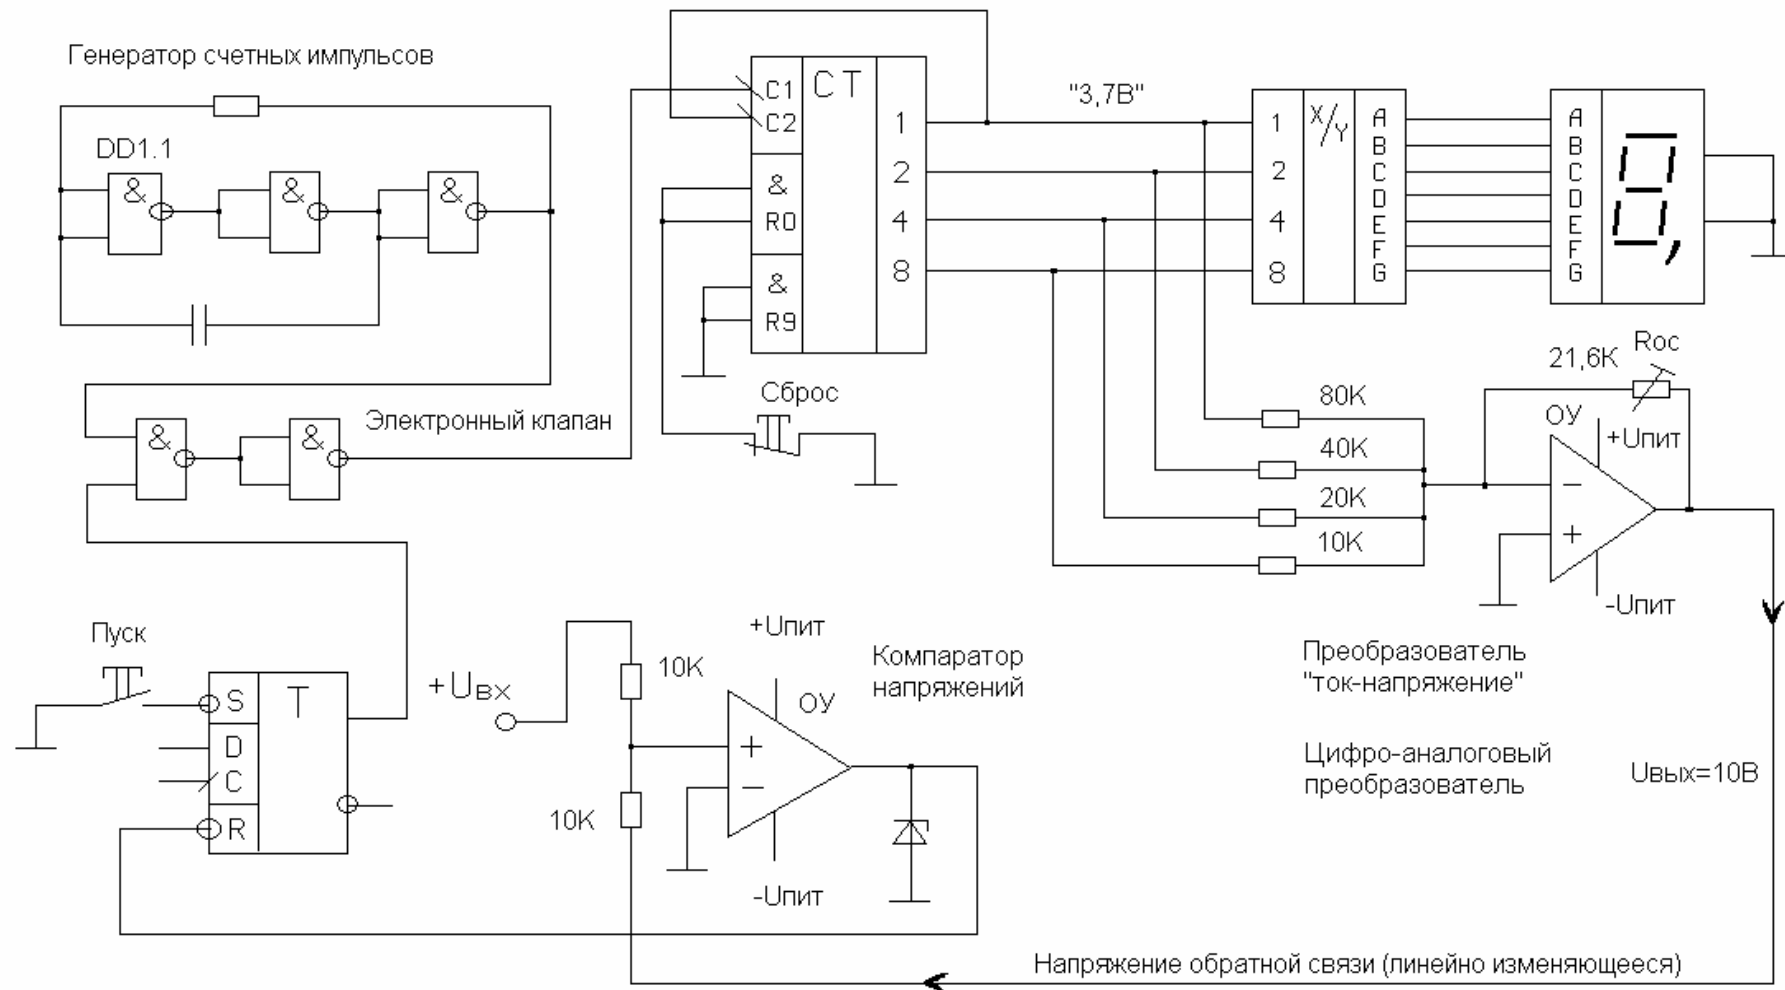 Генератор счетных импульсов
DD1.1
&
&
&
&
&
Электронный клапан
C1
C2
&
R0
&
R9
CT
1
2
4
8
"3,7В"
1
2
4
8
X/Y
A
B
C
D
E
F
G
A
B
C
D
E
F
G
Сброс
80K
40K
20K
10K
21,6K
Rос
ОУ
+Uпит
−
+
-Uпит
Преобразователь
"ток-напряжение"
Цифро-аналоговый
преобразователь
Uвых=10В
Пуск
S
D
C
R
T
+Uвх
10K
10K
+Uпит
ОУ
+
−
-Uпит
Компаратор
напряжений
Напряжение обратной связи (линейно изменяющееся)